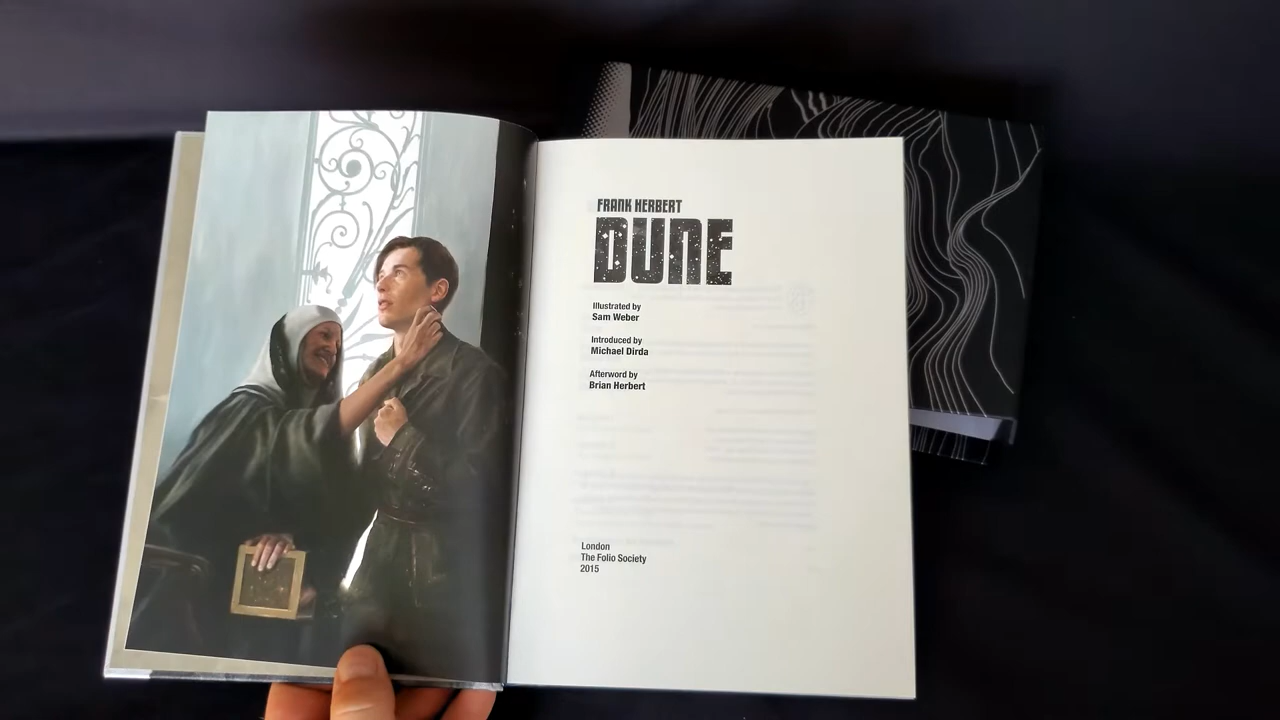 FRANK HERBERT
DUNE
Illustrated by
Sam Weber
Introduced by
Michael Dirda
Afterword by
Brian Herbert
London
The Folio Society
2015